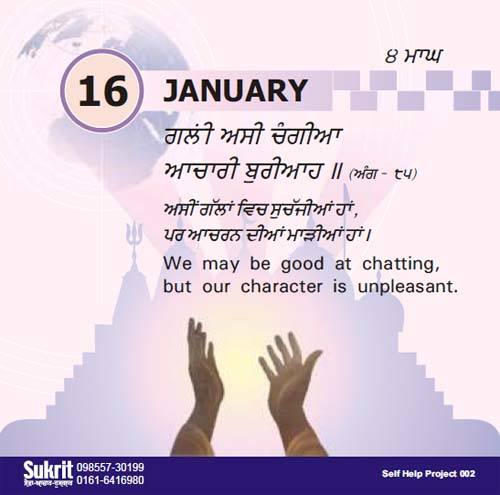 ੪ ਮਾਘ
16 JANUARY
ਗਲੀ ਅਸੀ ਚੰਗੀਆ
ਆਚਾਰੀ ਬੁਰੀਆਹ ॥ (ਅੰਗ - ੮੫)
ਅਸੀਂ ਗੱਲਾਂ ਵਿਚ ਸੁਚੱਜੀਆਂ ਹਾਂ,
ਪਰ ਆਚਰਨ ਦੀਆਂ ਮਾੜੀਆਂ ਹਾਂ।
We may be good at chatting,
but our character is unpleasant.
Sukrit 098557-30199
0161-6416980
Self Help Project 002